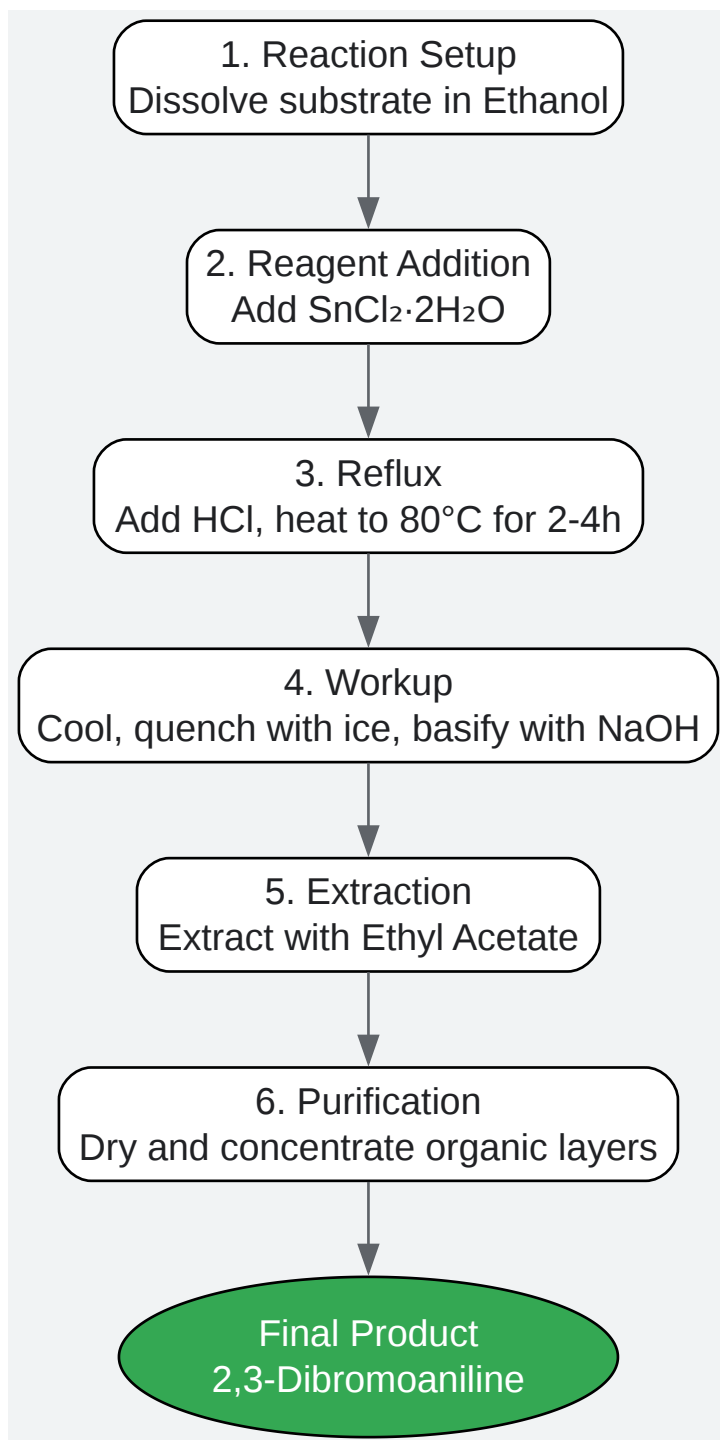 1. Reaction Setup
Dissolve substrate in Ethanol
2. Reagent Addition
Add SnCl₂·2H₂O
3. Reflux
Add HCl, heat to 80°C for 2-4h
4. Workup
Cool, quench with ice, basify with NaOH
5. Extraction
Extract with Ethyl Acetate
6. Purification
Dry and concentrate organic layers
Final Product
2,3-Dibromoaniline